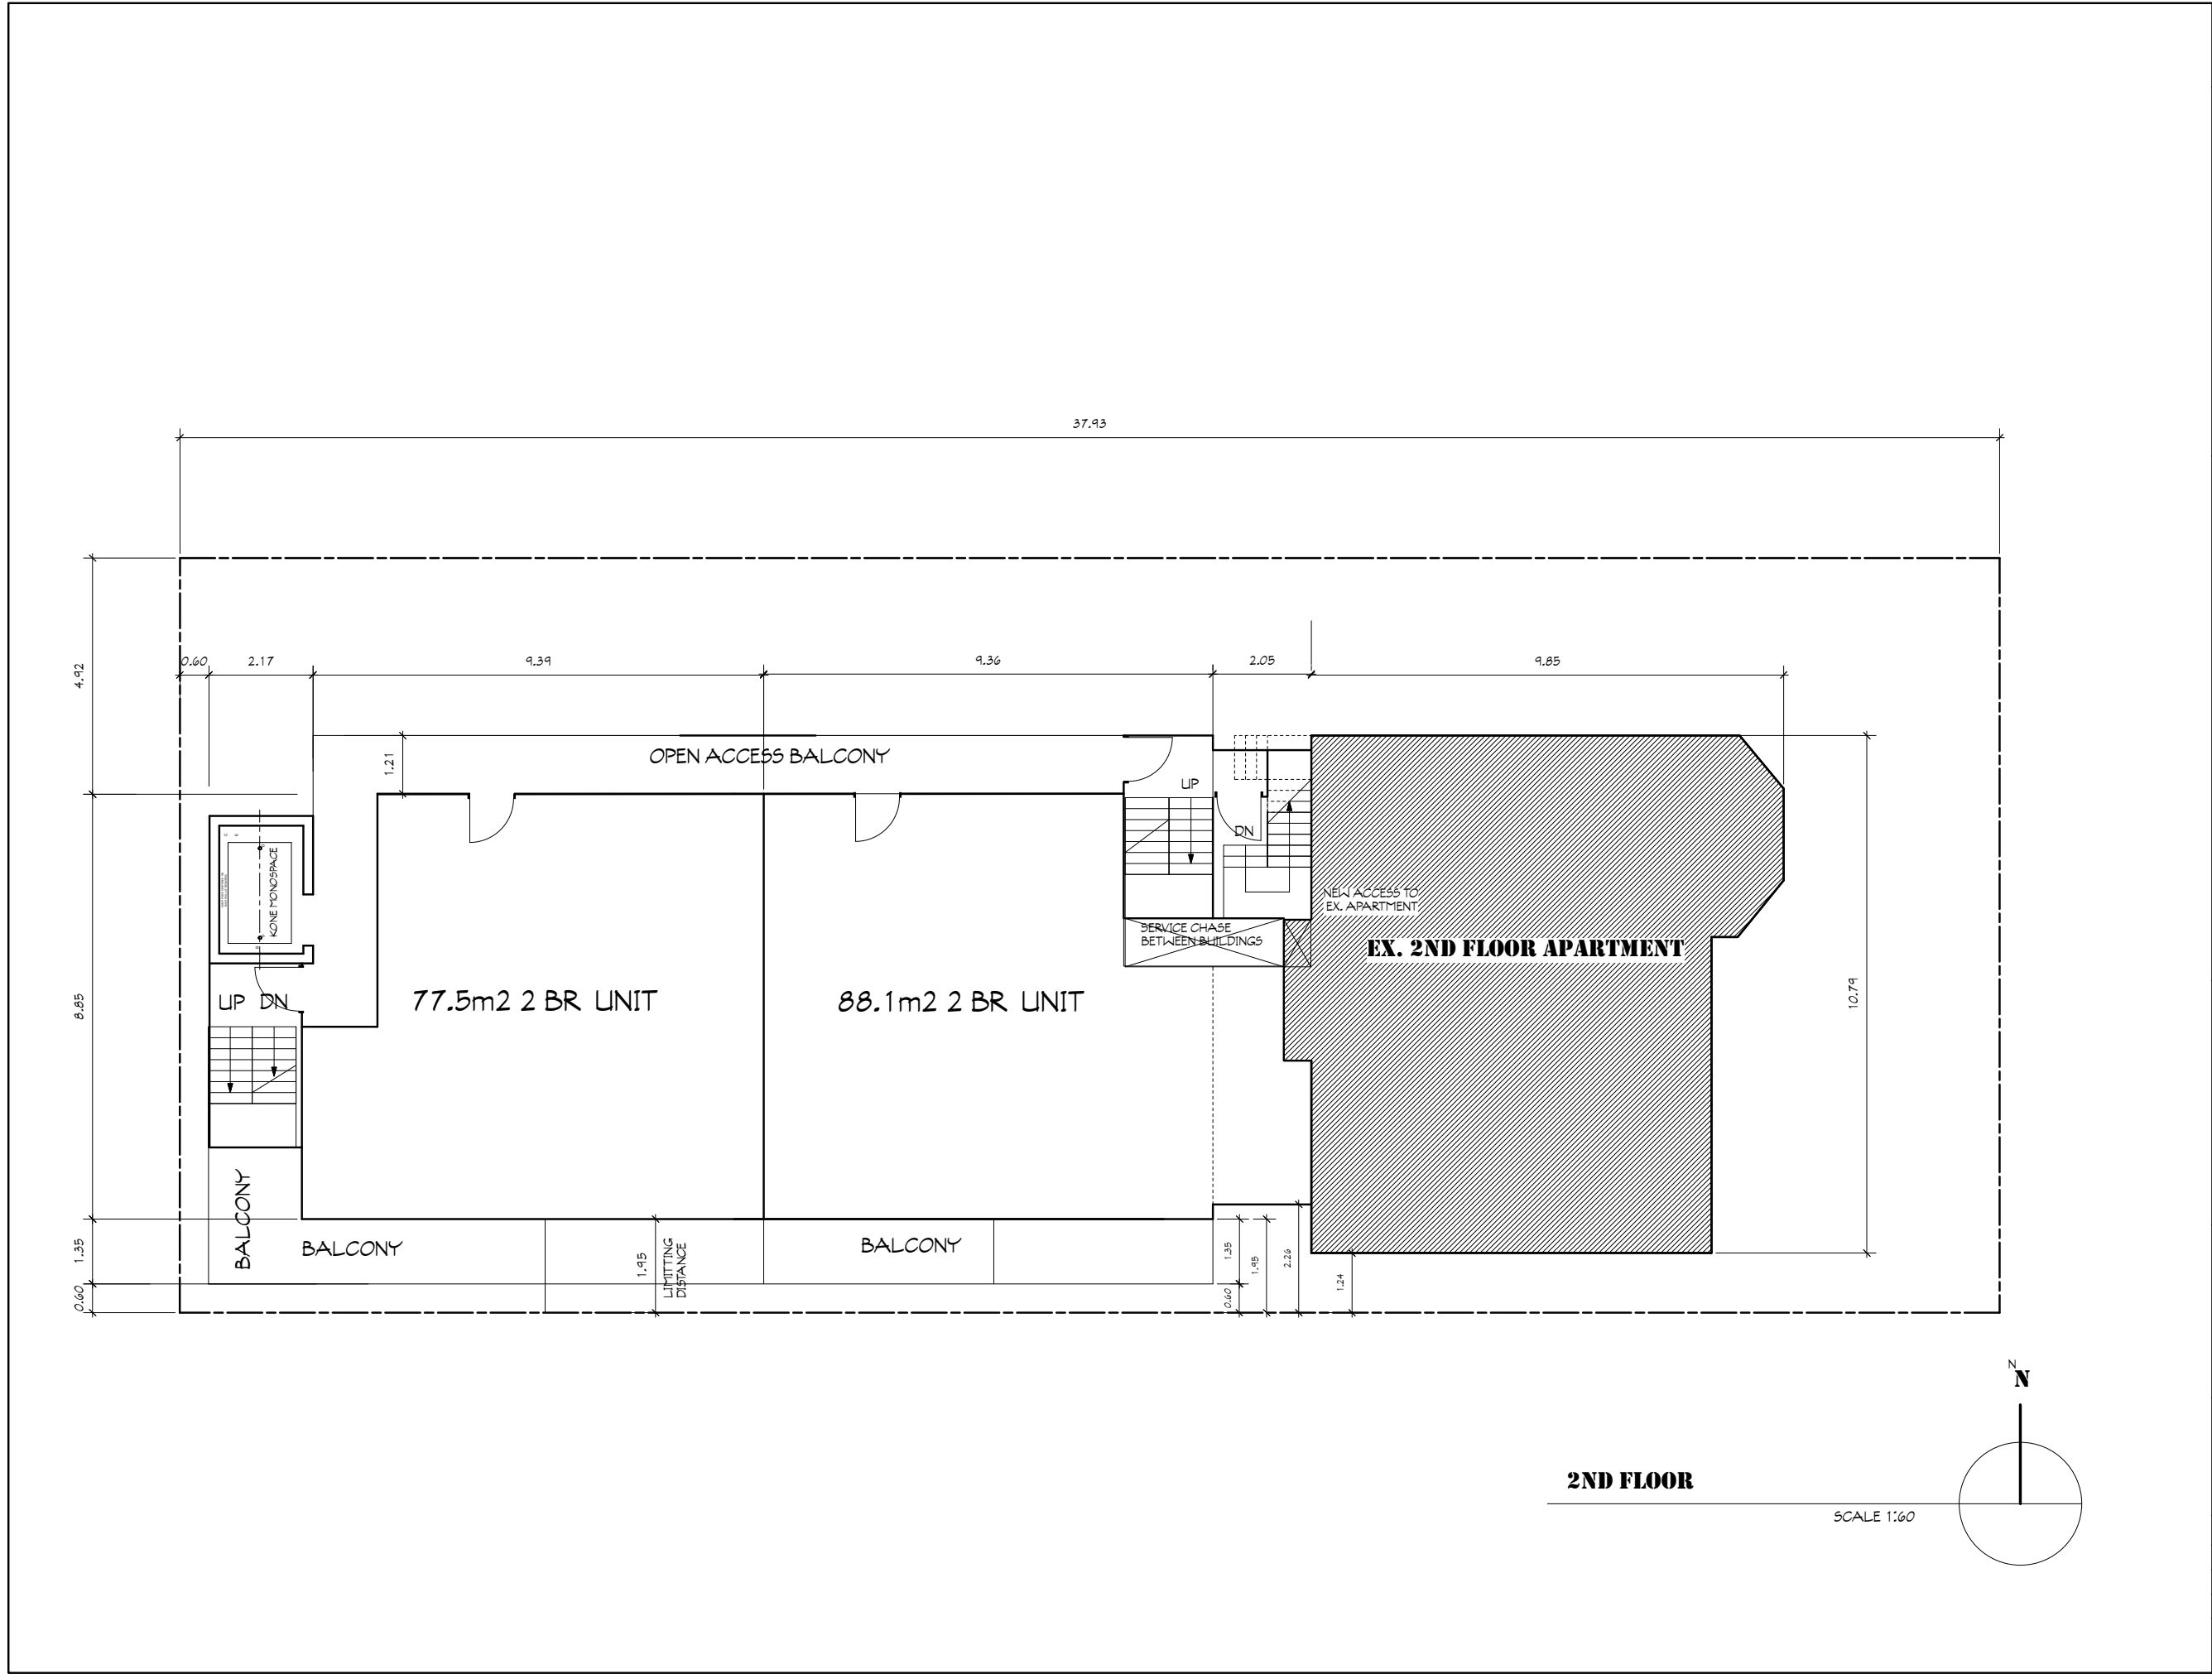 37.93
0.60
2.17
9.39
9.36
2.05
9.85
4.92
1.21
OPEN ACCESS BALCONY
UP
DN
KONE MONOSPACE
NEW ACCESS TO
EX. APARTMENT
SERVICE CHASE
BETWEEN BUILDINGS
EX. 2ND FLOOR APARTMENT
8.85
UP DN
77.5m2 2 BR UNIT
88.1m2 2 BR UNIT
10.79
BALCONY
BALCONY
BALCONY
1.35
0.60
1.95
LIMITTING
DISTANCE
1.35
0.60
1.95
2.26
1.24
N
N
2ND FLOOR
SCALE 1:60